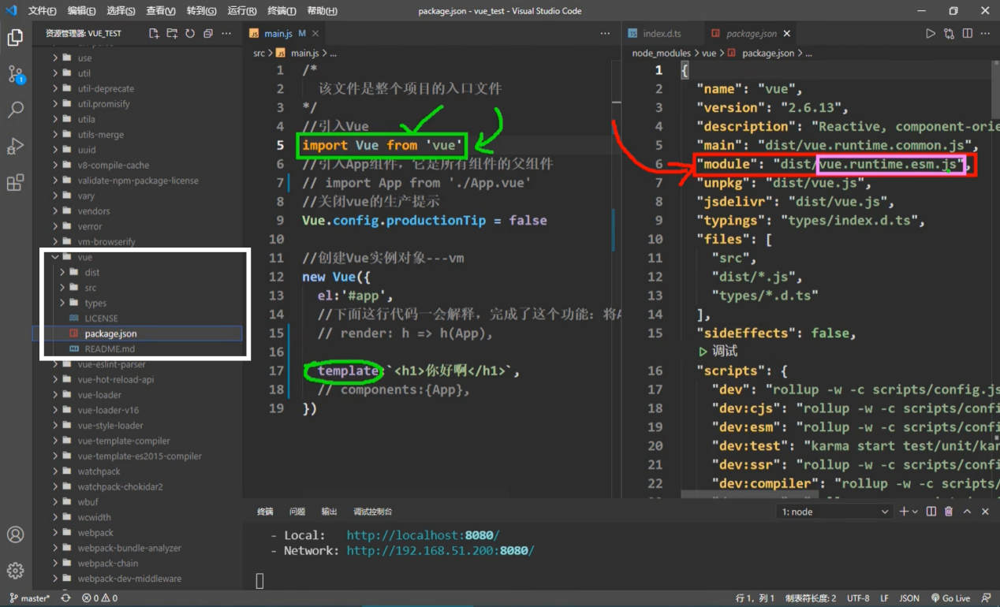 文件(F) 编辑(E) 选择(S) 查看(V) 转到(G) 运行(R) 终端(T) 帮助(H) package.json - vue_test - Visual Studio Code
资源管理器: VUE_TEST
use
util
util-deprecate
util.promisify
utila
utils-merge
uuid
v8-compile-cache
validate-npm-package-license
vary
vendors
verror
vm-browserify
vue
dist
src
types
LICENSE
package.json
README.md
vue-eslint-parser
vue-hot-reload-api
vue-loader
vue-loader-v16
vue-style-loader
vue-template-compiler
vue-template-es2015-compiler
watchpack
watchpack-chokidar2
wbuf
wcwidth
webpack
webpack-bundle-analyzer
webpack-chain
webpack-dev-middleware
main.js M
src > main.js > ...
1 /*
2 该文件是整个项目的入口文件
3 */
4 //引入Vue
5 import Vue from 'vue'
6 //引入App组件，它是所有组件的父组件
7 // import App from './App.vue'
8 //关闭vue的生产提示
9 Vue.config.productionTip = false
10
11 //创建Vue实例对象---vm
12 new Vue({
13 el:'#app',
14 //下面这行代码一会解释，完成了这个功能：将
15 // render: h => h(App),
16
17 template:`<h1>你好啊</h1>`,
18 // components:{App},
19 })
index.d.ts package.json
node_modules > vue > package.json > ...
1 {
2 "name": "vue",
3 "version": "2.6.13",
4 "description": "Reactive, component-orie
5 "main": "dist/vue.runtime.common.js",
6 "module": "dist/vue.runtime.esm.js",
7 "unpkg": "dist/vue.js",
8 "jsdelivr": "dist/vue.js",
9 "typings": "types/index.d.ts",
10 "files": [
11 "src",
12 "dist/*.js",
13 "types/*.d.ts"
14 ],
15 "sideEffects": false,
调试
16 "scripts": {
17 "dev": "rollup -w -c scripts/config.js
18 "dev:cjs": "rollup -w -c scripts/confi
19 "dev:esm": "rollup -w -c scripts/confi
20 "dev:test": "karma start test/unit/kar
21 "dev:ssr": "rollup -w -c scripts/confi
22 "dev:compiler": "rollup -w -c scripts/
终端 问题 输出 调试控制台 1: node
- Local: http://localhost:8080/
- Network: http://192.168.51.200:8080/
1
master* 0 0 行 1，列 1 制表符长度: 2 UTF-8 LF JSON Go Live